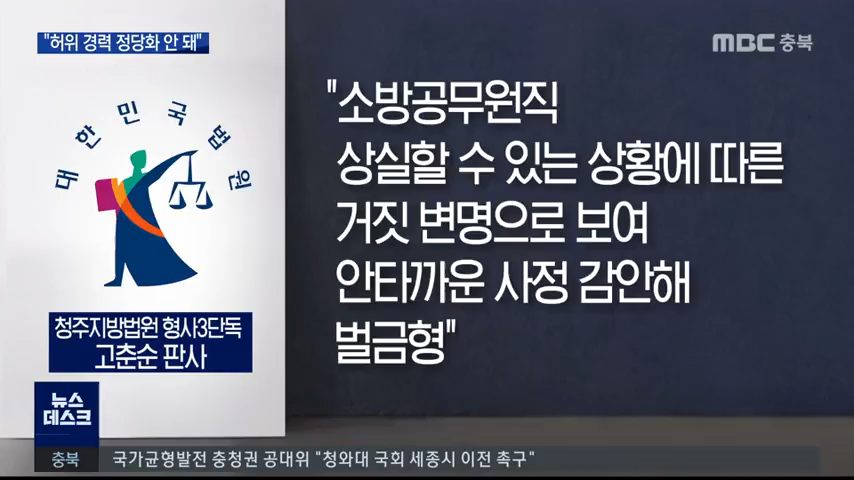 "허위 경력 정당화 안 돼"
MBC 충북
대한민국법원
"소방공무원직
상실할 수 있는 상황에 따른
거짓 변명으로 보여
안타까운 사정 감안해
벌금형"
청주지방법원 형사3단독
고춘순 판사
뉴스
데스크
충북
국가균형발전 충청권 공대위 "청와대 국회 세종시 이전 촉구"